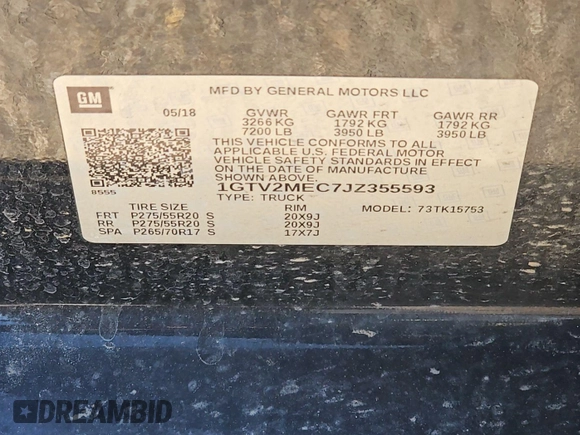 GM
MFD BY GENERAL MOTORS LLC
05/18 GVWR GAWR FRT GAWR RR
3266 KG 1792 KG 1792 KG
7200 LB 3950 LB 3950 LB
THIS VEHICLE CONFORMS TO ALL
APPLICABLE U.S. FEDERAL MOTOR
VEHICLE SAFETY STANDARDS IN EFFECT
ON THE DATE OF MANUFACTURE
SHOWN ABOVE.
8555 1GTV2MEC7JZ355593
TYPE: TRUCK
TIRE SIZE RIM MODEL: 73TK15753
FRT P275/55R20 S 20X9J
RR P275/55R20 S 20X9J
SPA P265/70R17 S 17X7J
DREAMBID